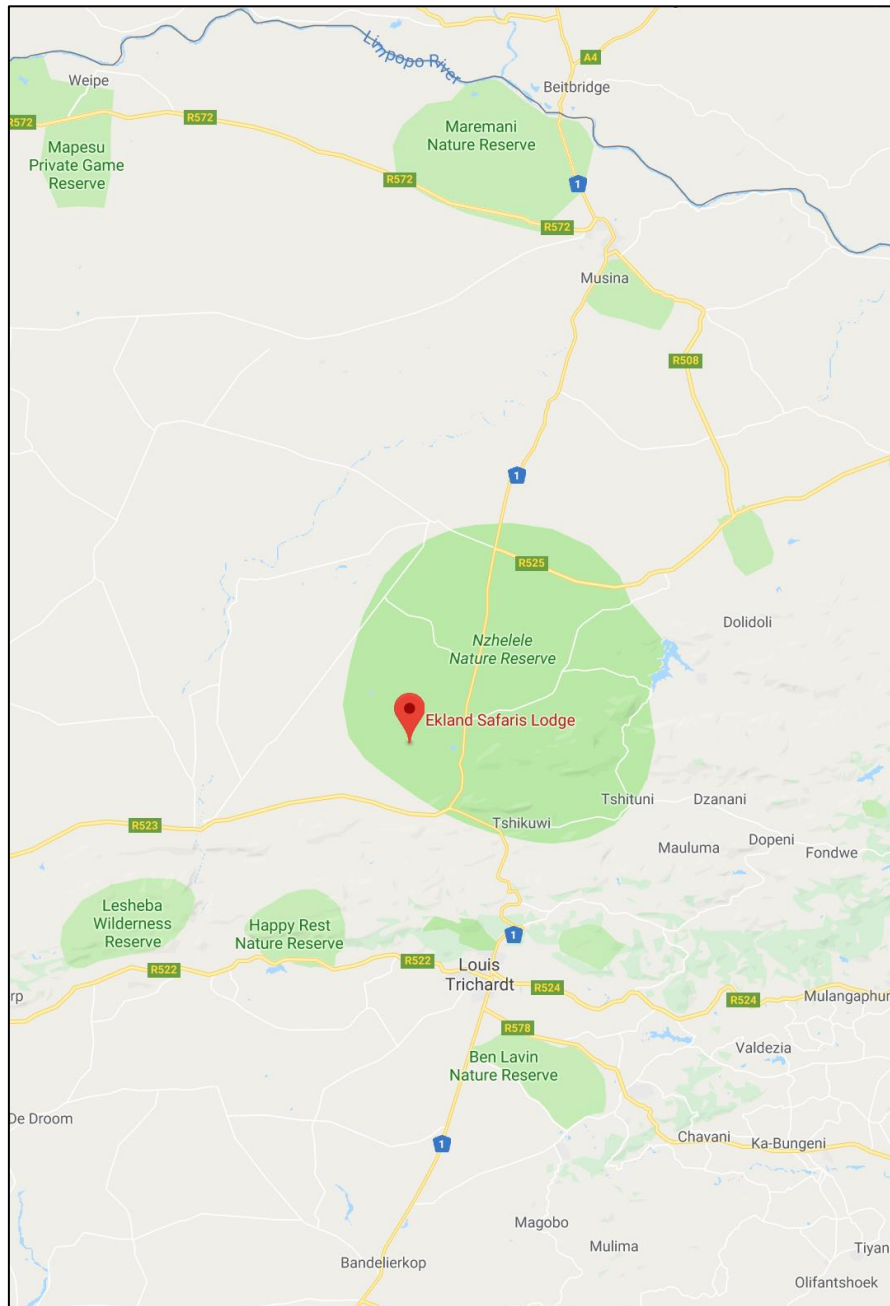 Limpopo River
A4
Weipe
Beitbridge
R572
R572
Maremani
Nature Reserve
Mapesu
Private Game
Reserve
R572
1
R572
Musina
R508
1
R525
Dolidoli
Nzhelele
Nature Reserve
Ekland Safaris Lodge
Tshituni
Dzanani
R523
Tshikuwi
Dopeni
Mauluma
Fondwe
Lesheba
Wilderness
Reserve
Happy Rest
Nature Reserve
1
R522
R522
Louis
Trichardt
R524
R524
Mulangaphur
rp
R578
Valdezia
Ben Lavin
Nature Reserve
De Droom
Chavani
Ka-Bungeni
1
Magobo
Mulima
Tiyan
Bandelierkop
Olifantshoek